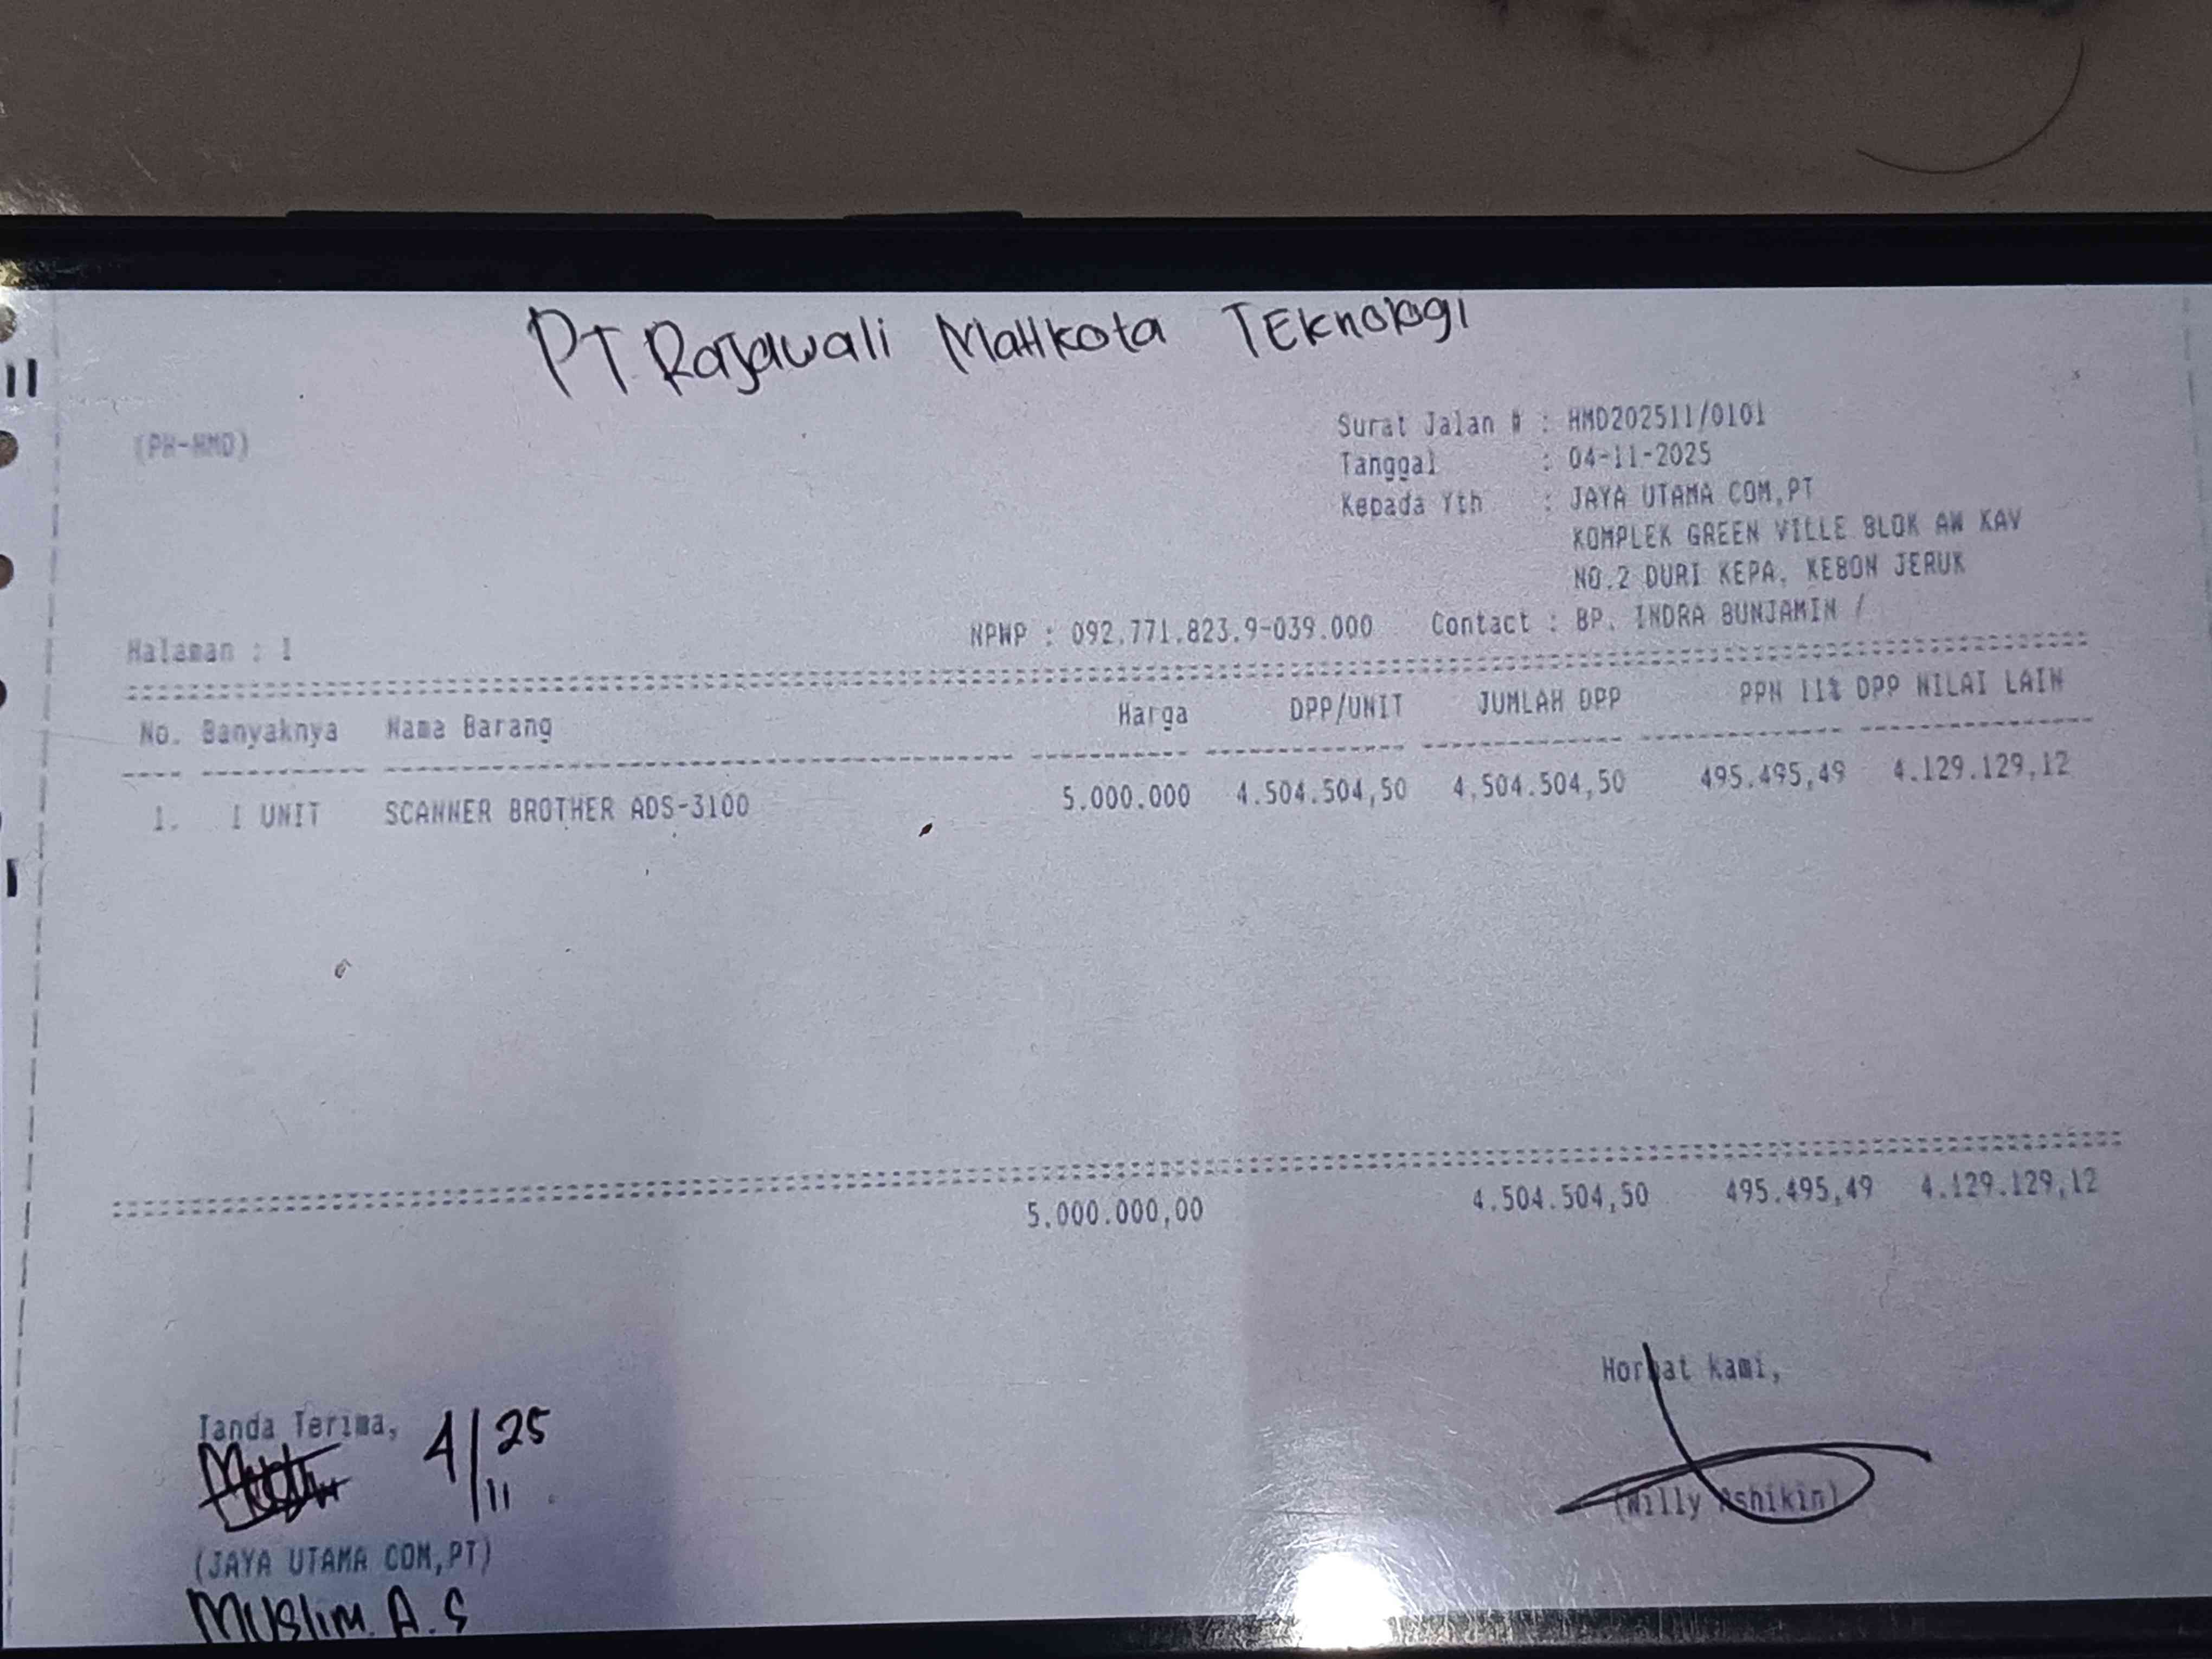 PT Rajawali Mahkota Teknologi
(PH-HMD)
Surat Jalan # : HMD202511/0101
Tanggal : 04-11-2025
Kepada Yth : JAYA UTAMA COM,PT
KOMPLEK GREEN VILLE BLOK AW KAV
NO.2 DURI KEPA, KEBON JERUK
Halaman : 1 NPWP : 092.771.823.9-039.000 Contact : BP. INDRA BUNJAMIN /
No. Banyaknya Nama Barang Harga DPP/UNIT JUMLAH DPP PPN 11% DPP NILAI LAIN
1. 1 UNIT SCANNER BROTHER ADS-3100 5.000.000 4.504.504,50 4.504.504,50 495.495,49 4.129.129,12
5.000.000,00 4.504.504,50 495.495,49 4.129.129,12
Tanda Terima, Hormat kami,
4/11 25
(Willy Ashikin)
(JAYA UTAMA COM,PT)
Muslim. A.S